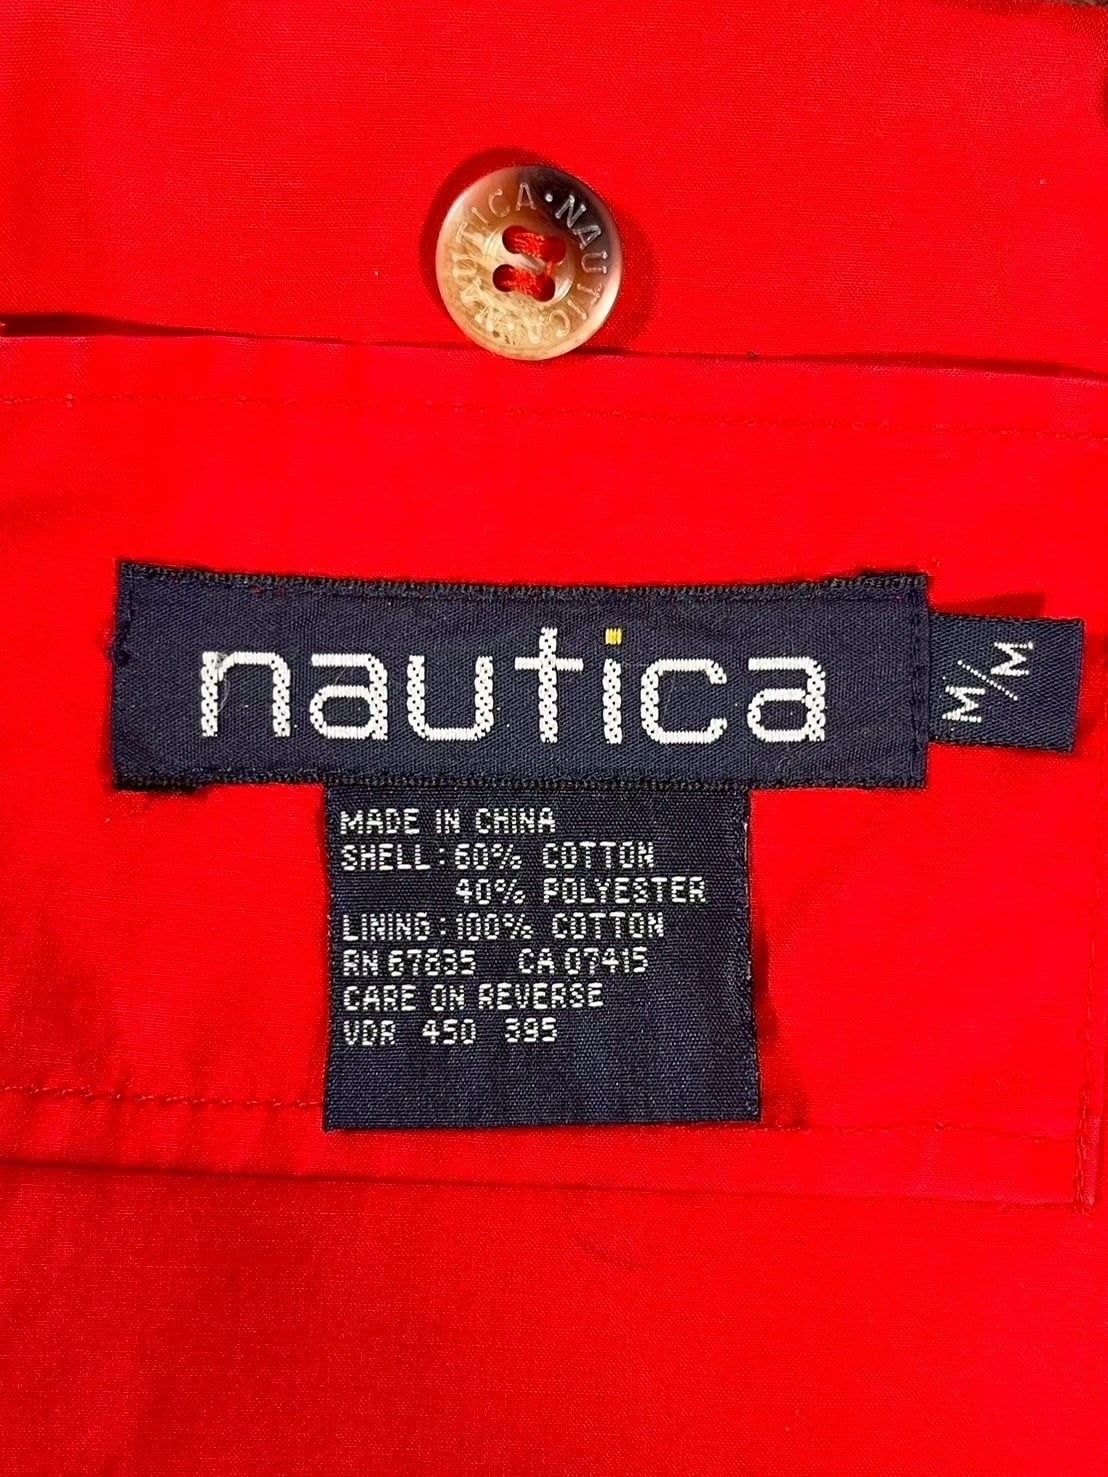 NAUTICA · NAUTICA · NAUTICA
nautica
M/M
MADE IN CHINA
SHELL: 60% COTTON
40% POLYESTER
LINING: 100% COTTON
RN 67835 CA 07415
CARE ON REVERSE
VDR 450 395